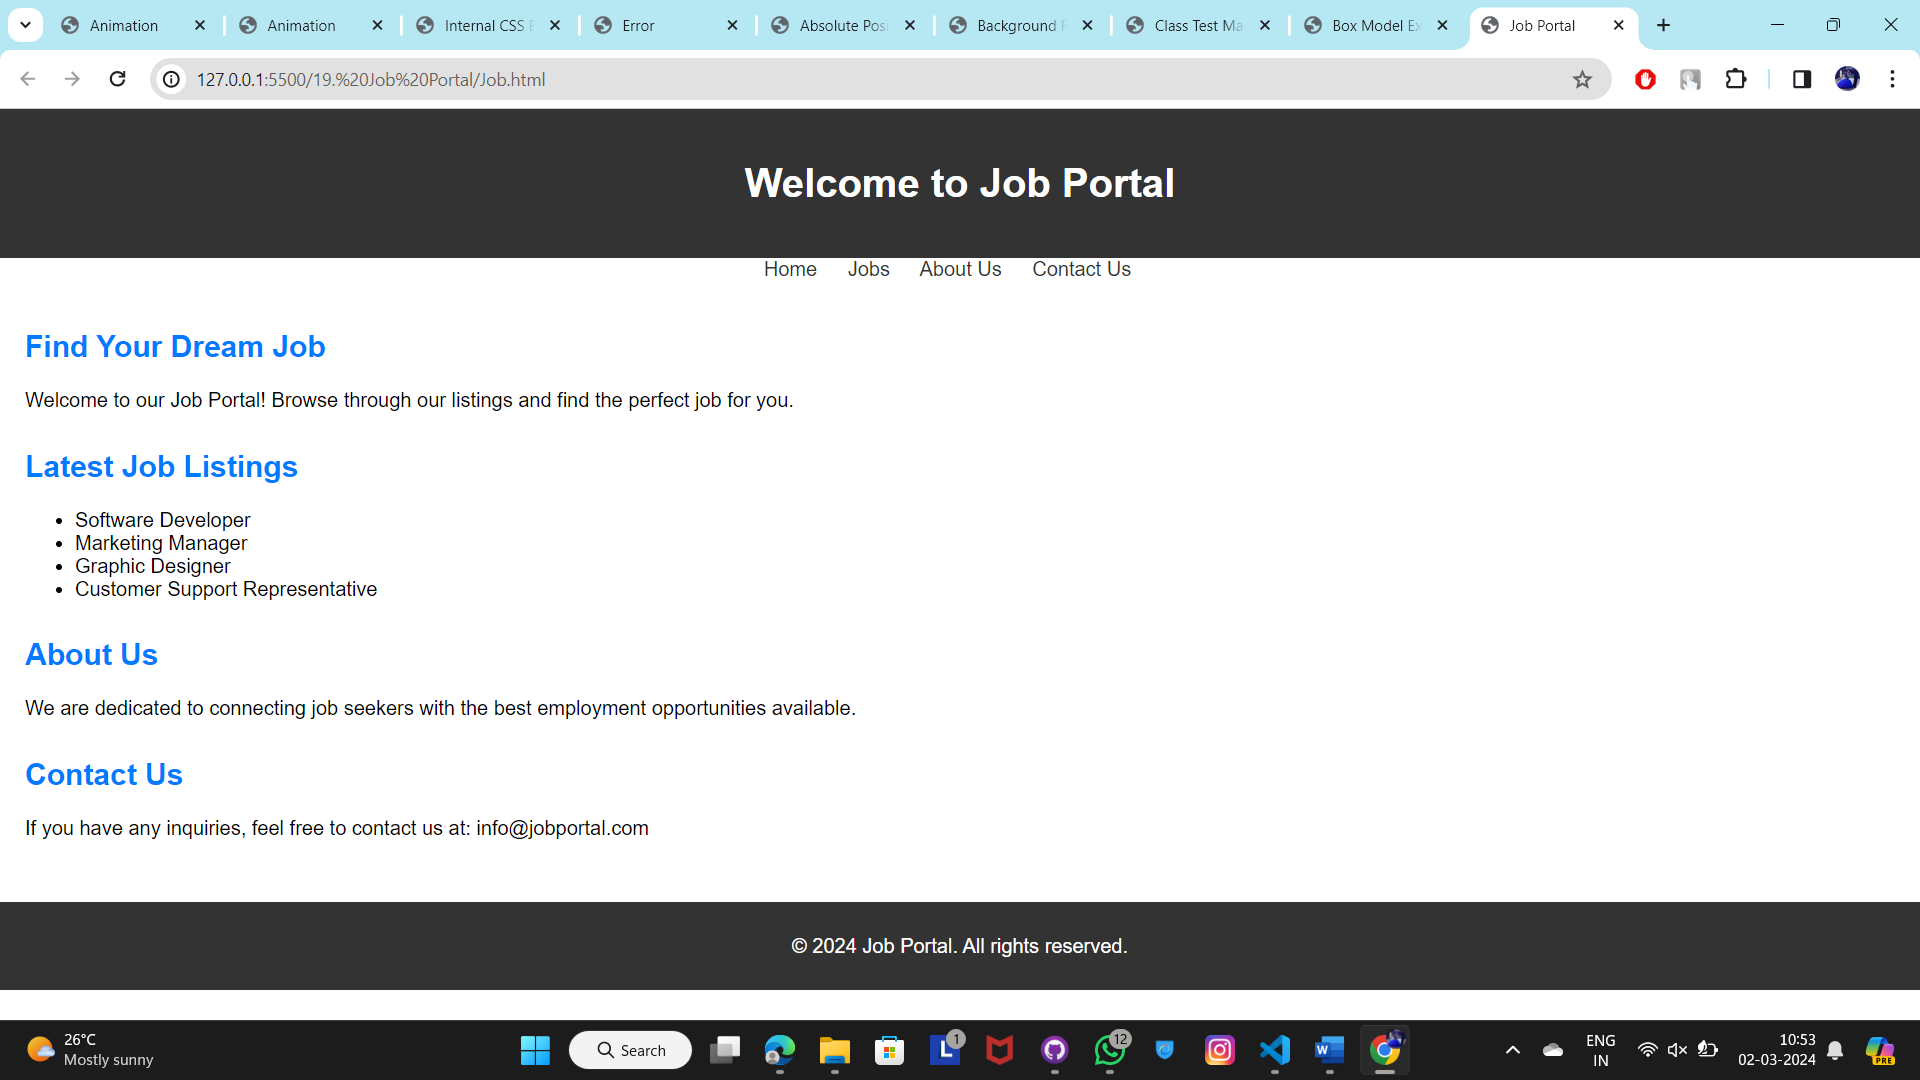 Animation
Animation
Internal CSS E
Error
Absolute Posi
Background P
Class Test Ma
Box Model Ex
Job Portal
127.0.0.1:5500/19.%20Job%20Portal/Job.html
Welcome to Job Portal
Home Jobs About Us Contact Us
Find Your Dream Job
Welcome to our Job Portal! Browse through our listings and find the perfect job for you.
Latest Job Listings
Software Developer
Marketing Manager
Graphic Designer
Customer Support Representative
About Us
We are dedicated to connecting job seekers with the best employment opportunities available.
Contact Us
If you have any inquiries, feel free to contact us at: info@jobportal.com
© 2024 Job Portal. All rights reserved.
26°C
Mostly sunny
Search
L
1
12
W
ENG
IN
10:53
02-03-2024
PRE